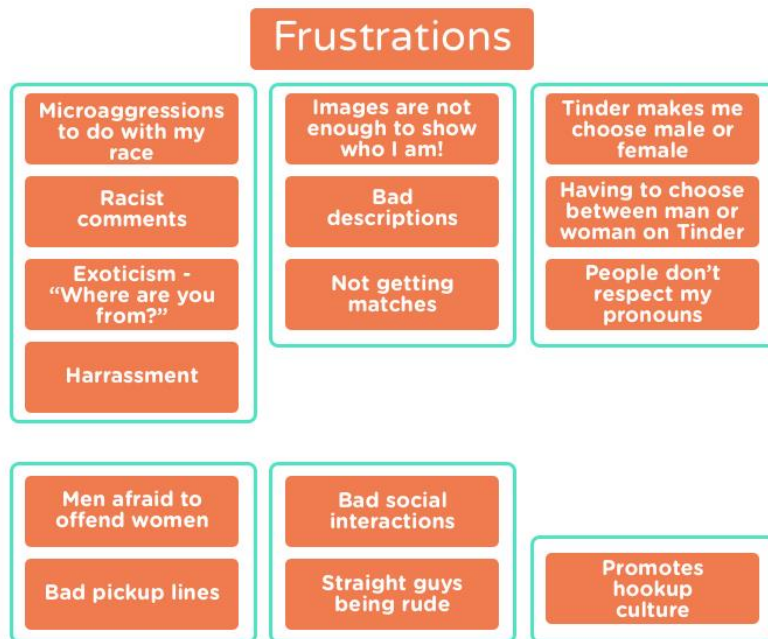 Frustrations
Microaggressions
to do with my
race
Racist
comments
Exoticism -
“Where are you
from?”
Harrassment
Images are not
enough to show
who I am!
Bad
descriptions
Not getting
matches
Tinder makes me
choose male or
female
Having to choose
between man or
woman on Tinder
People don’t
respect my
pronouns
Men afraid to
offend women
Bad pickup lines
Bad social
interactions
Straight guys
being rude
Promotes
hookup
culture